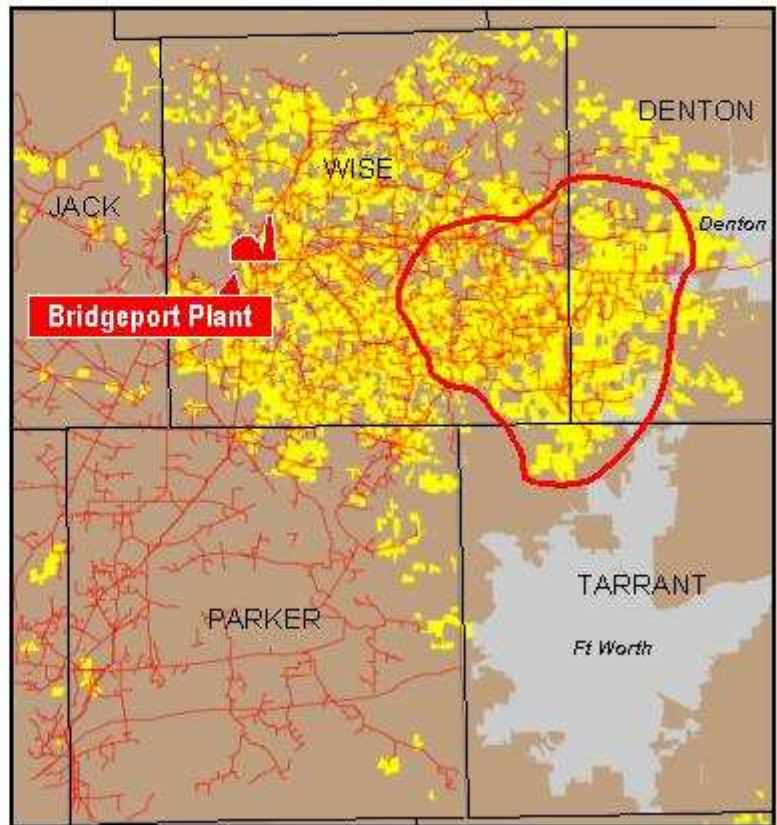 DENTON
WISE
JACK
Denton
Bridgeport Plant
TARRANT
PARKER
Ft Worth